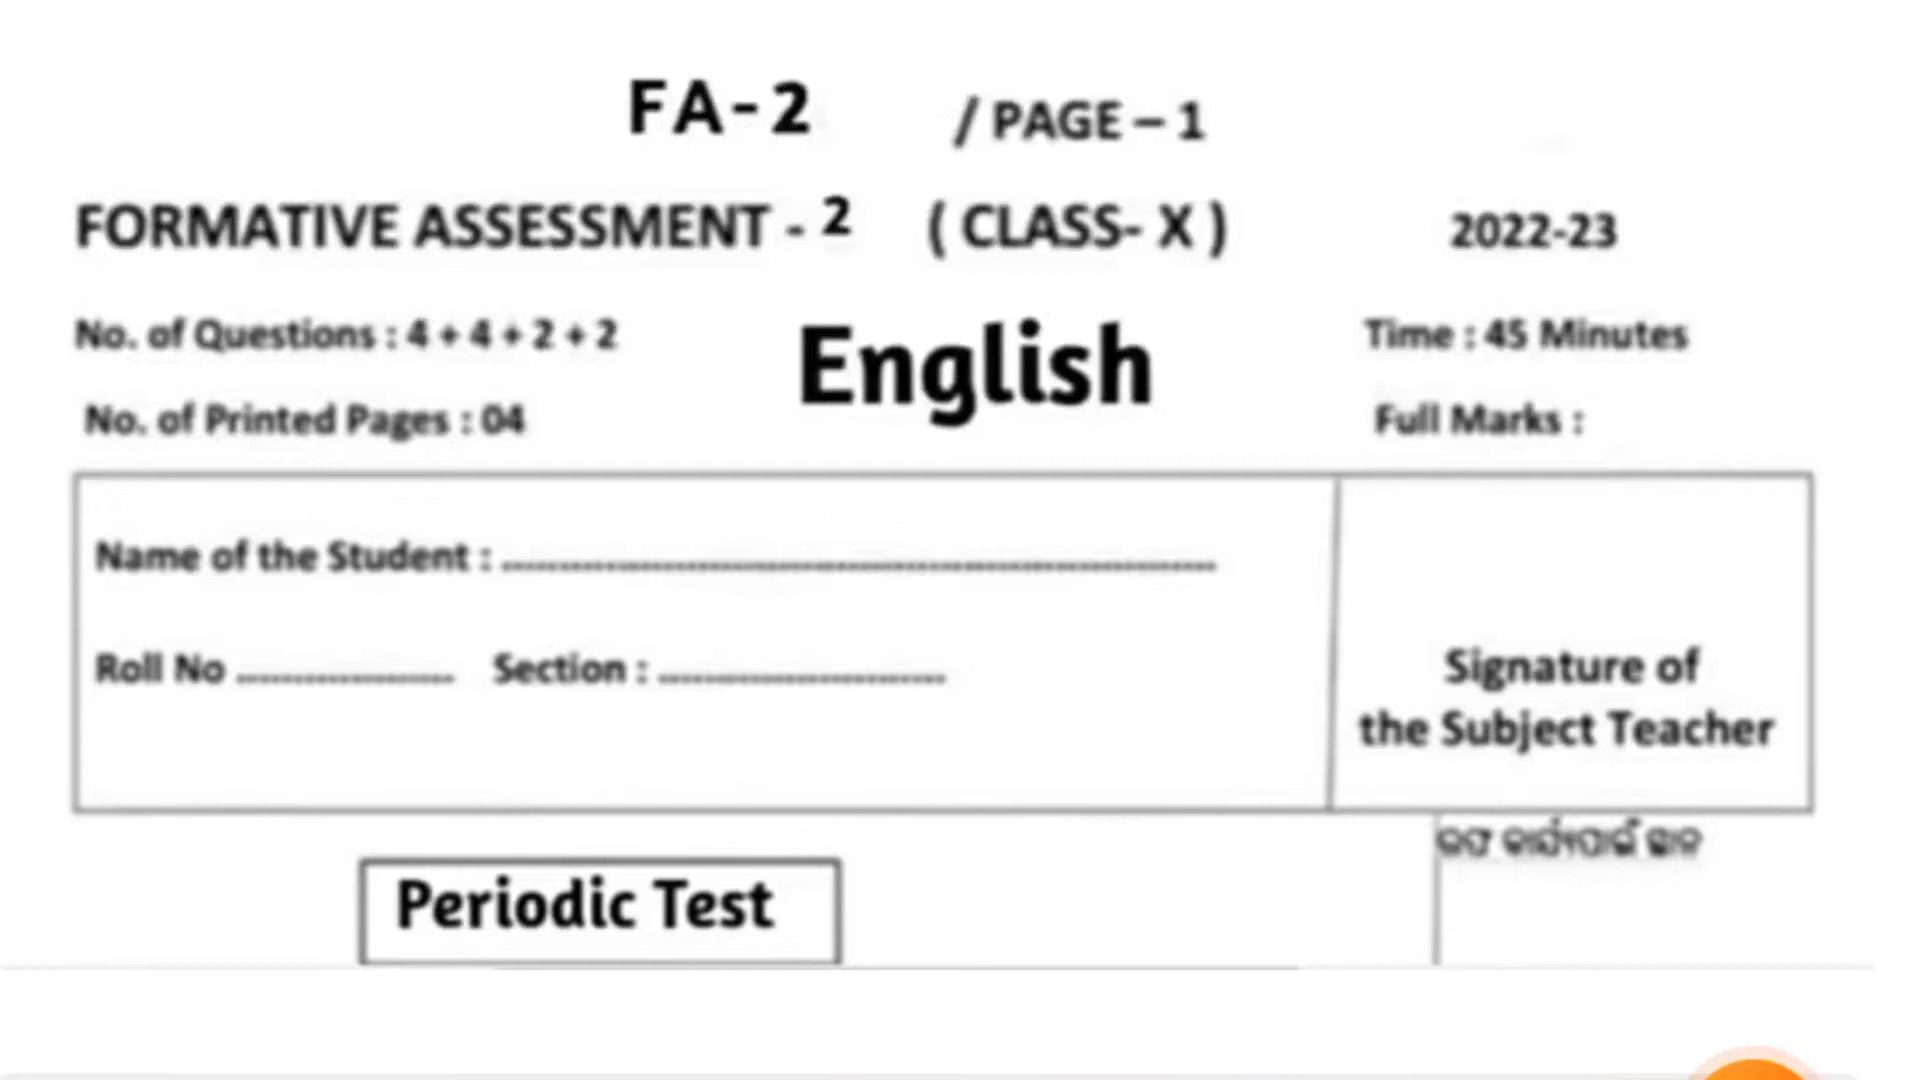 FA-2 / PAGE – 1
FORMATIVE ASSESSMENT - 2 ( CLASS- X ) 2022-23
No. of Questions : 4 + 4 + 2 + 2 English Time : 45 Minutes
No. of Printed Pages : 04 Full Marks :
Name of the Student : ................................................................
Roll No ...................... Section : .............................
Signature of
the Subject Teacher
ରଫ କାର୍ଯ୍ୟପାଇଁ ସ୍ଥାନ
Periodic Test